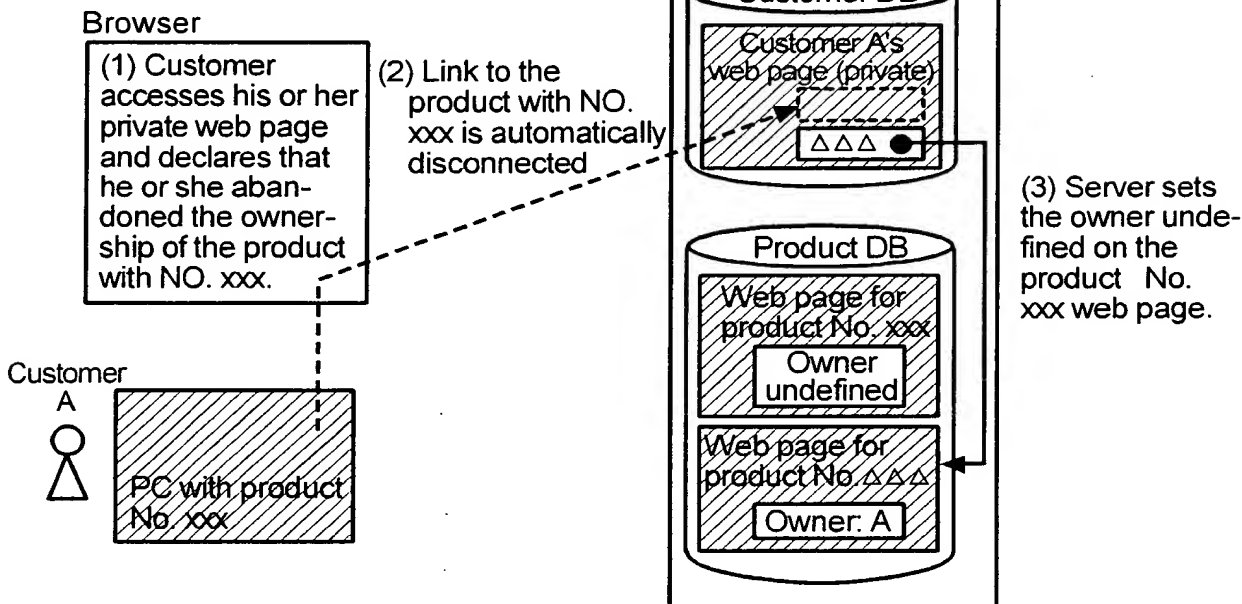 Browser
(1) Customer
accesses his or her
private web page
and declares that
he or she aban-
doned the owner-
ship of the product
with NO. xxx.
(2) Link to the
product with NO.
xxx is automatically
disconnected
Customer DB
Customer A's
web page (private)
△△△
(3) Server sets
the owner unde-
fined on the
product No.
xxx web page.
Product DB
Web page for
product No. xxx
Owner
undefined
Web page for
product No.△△△
Owner: A
Customer
A
PC with product
No. xxx